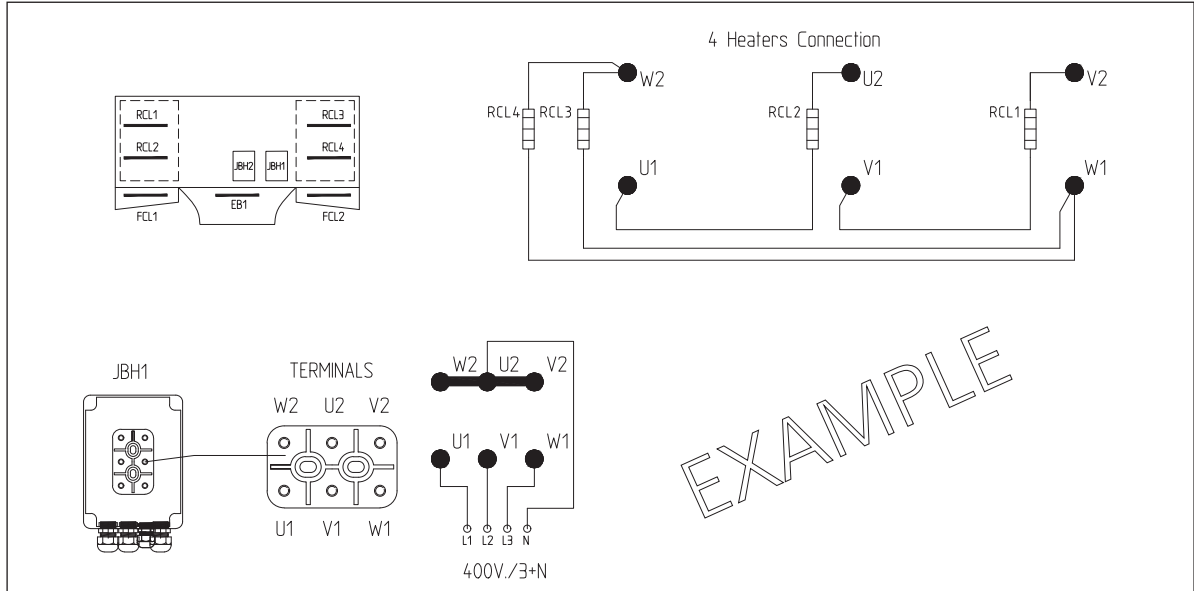 4 Heaters Connection
W2 U2 V2
RCL4 RCL3 RCL2 RCL1
U1 V1 W1
RCL1 RCL3
RCL2 RCL4
JBH2 JBH1
FCL1 EB1 FCL2
JBH1
TERMINALS
W2 U2 V2
U1 V1 W1
W2 U2 V2
U1 V1 W1
L1 L2 L3 N
400V./3+N
EXAMPLE